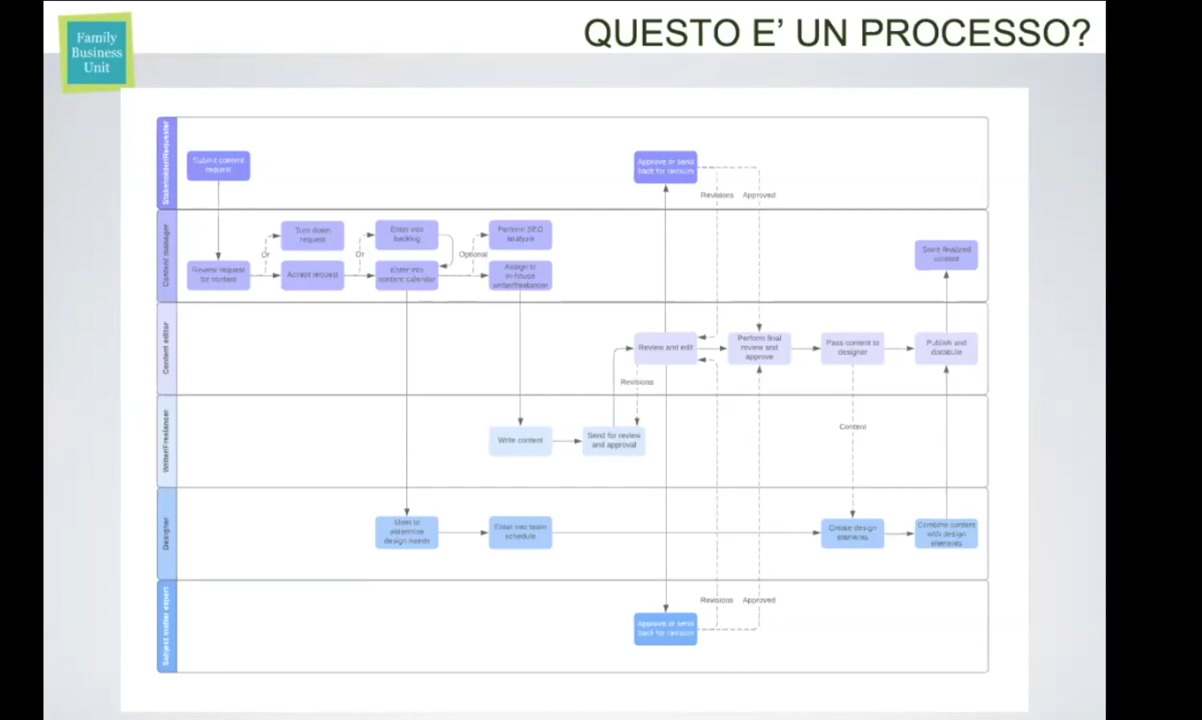 Family
Business
Unit
QUESTO E’ UN PROCESSO?
Stakeholder/Requester
Submit content
request
Approve or send
back for revision
Revisions
Approved
Content manager
Review request
for content
Or
Turn down
request
Accept request
Or
Enter into
backlog
Enter into
content calendar
Optional
Perform SEO
analysis
Assign to
in-house
writer/freelancer
Store finalized
content
Content editor
Review and edit
Perform final
review and
approve
Pass content to
designer
Publish and
distribute
Revisions
Writer/Freelancer
Write content
Send for review
and approval
Content
Designer
Meet to
determine
design needs
Enter into team
schedule
Create design
elements
Combine content
with design
elements
Subject matter expert
Approve or send
back for revision
Revisions
Approved